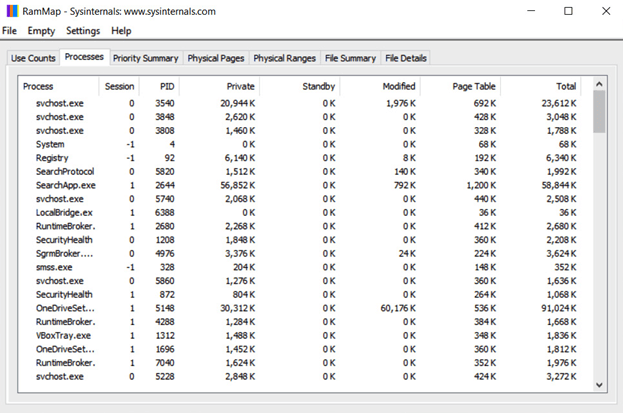 RamMap - Sysinternals: www.sysinternals.com
File Empty Settings Help
Use Counts Processes Priority Summary Physical Pages Physical Ranges File Summary File Details
Process Session PID Private Standby Modified Page Table Total
svchost.exe 0 3540 20,944 K 0 K 1,976 K 692 K 23,612 K
svchost.exe 0 3848 2,620 K 0 K 0 K 428 K 3,048 K
svchost.exe 0 3808 1,460 K 0 K 0 K 328 K 1,788 K
System -1 4 0 K 0 K 0 K 68 K 68 K
Registry -1 92 6,140 K 0 K 8 K 192 K 6,340 K
SearchProtocol 0 5820 1,512 K 0 K 140 K 340 K 1,992 K
SearchApp.exe 1 2644 56,852 K 0 K 792 K 1,200 K 58,844 K
svchost.exe 0 5740 2,068 K 0 K 0 K 440 K 2,508 K
LocalBridge.ex 1 6388 0 K 0 K 0 K 36 K 36 K
RuntimeBroker. 1 2680 2,268 K 0 K 0 K 412 K 2,680 K
SecurityHealth 0 1208 1,848 K 0 K 0 K 360 K 2,208 K
SgrmBroker.... 0 4976 3,376 K 0 K 24 K 224 K 3,624 K
smss.exe -1 328 204 K 0 K 0 K 148 K 352 K
svchost.exe 0 5860 1,276 K 0 K 0 K 360 K 1,636 K
SecurityHealth 1 872 804 K 0 K 0 K 264 K 1,068 K
OneDriveSet... 1 5148 30,312 K 0 K 60,176 K 536 K 91,024 K
RuntimeBroker. 1 4288 1,284 K 0 K 0 K 384 K 1,668 K
VBoxTray.exe 1 1312 1,488 K 0 K 0 K 348 K 1,836 K
OneDriveSet... 1 1696 1,452 K 0 K 0 K 360 K 1,812 K
RuntimeBroker. 1 7040 1,624 K 0 K 0 K 352 K 1,976 K
svchost.exe 0 5228 2,848 K 0 K 0 K 424 K 3,272 K